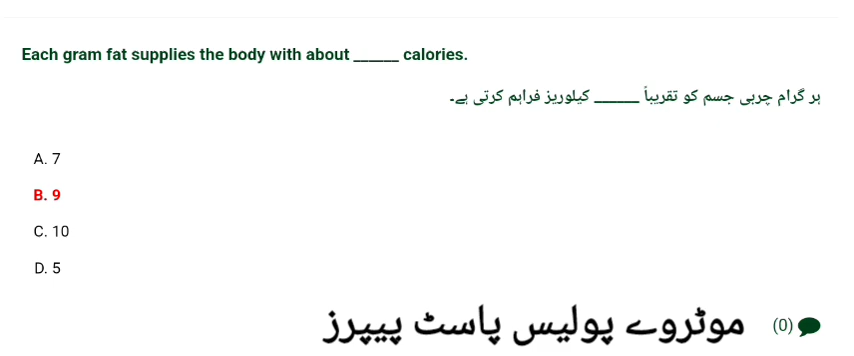 Each gram fat supplies the body with about ______ calories.
ہر گرام چربی جسم کو تقریباً ______ کیلوریز فراہم کرتی ہے۔
A. 7
B. 9
C. 10
D. 5
موٹروے پولیس پاسٹ پیپرز
(0)